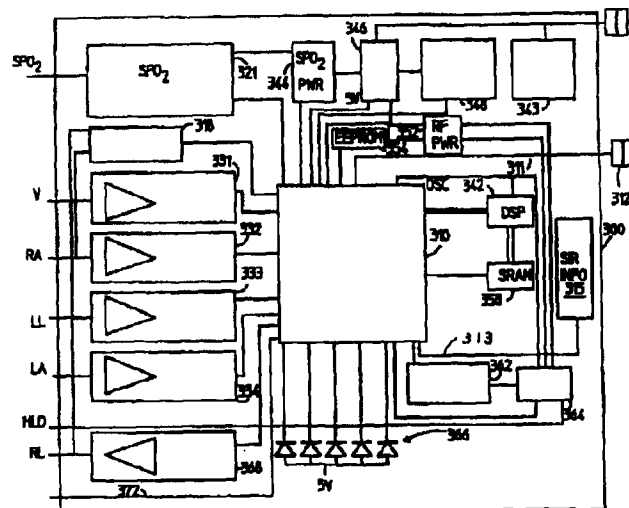 SPO₂
SPO₂
321
344
SPO₂
PWR
346
5V
348
343
318
EEPROM
352
354
RF
PWR
311
312
V
331
OSC
342
DSP
300
RA
332
310
SIR
INFO
315
333
SRAM
358
LL
313
362
LA
334
364
HLD
RL
368
366
5V
372